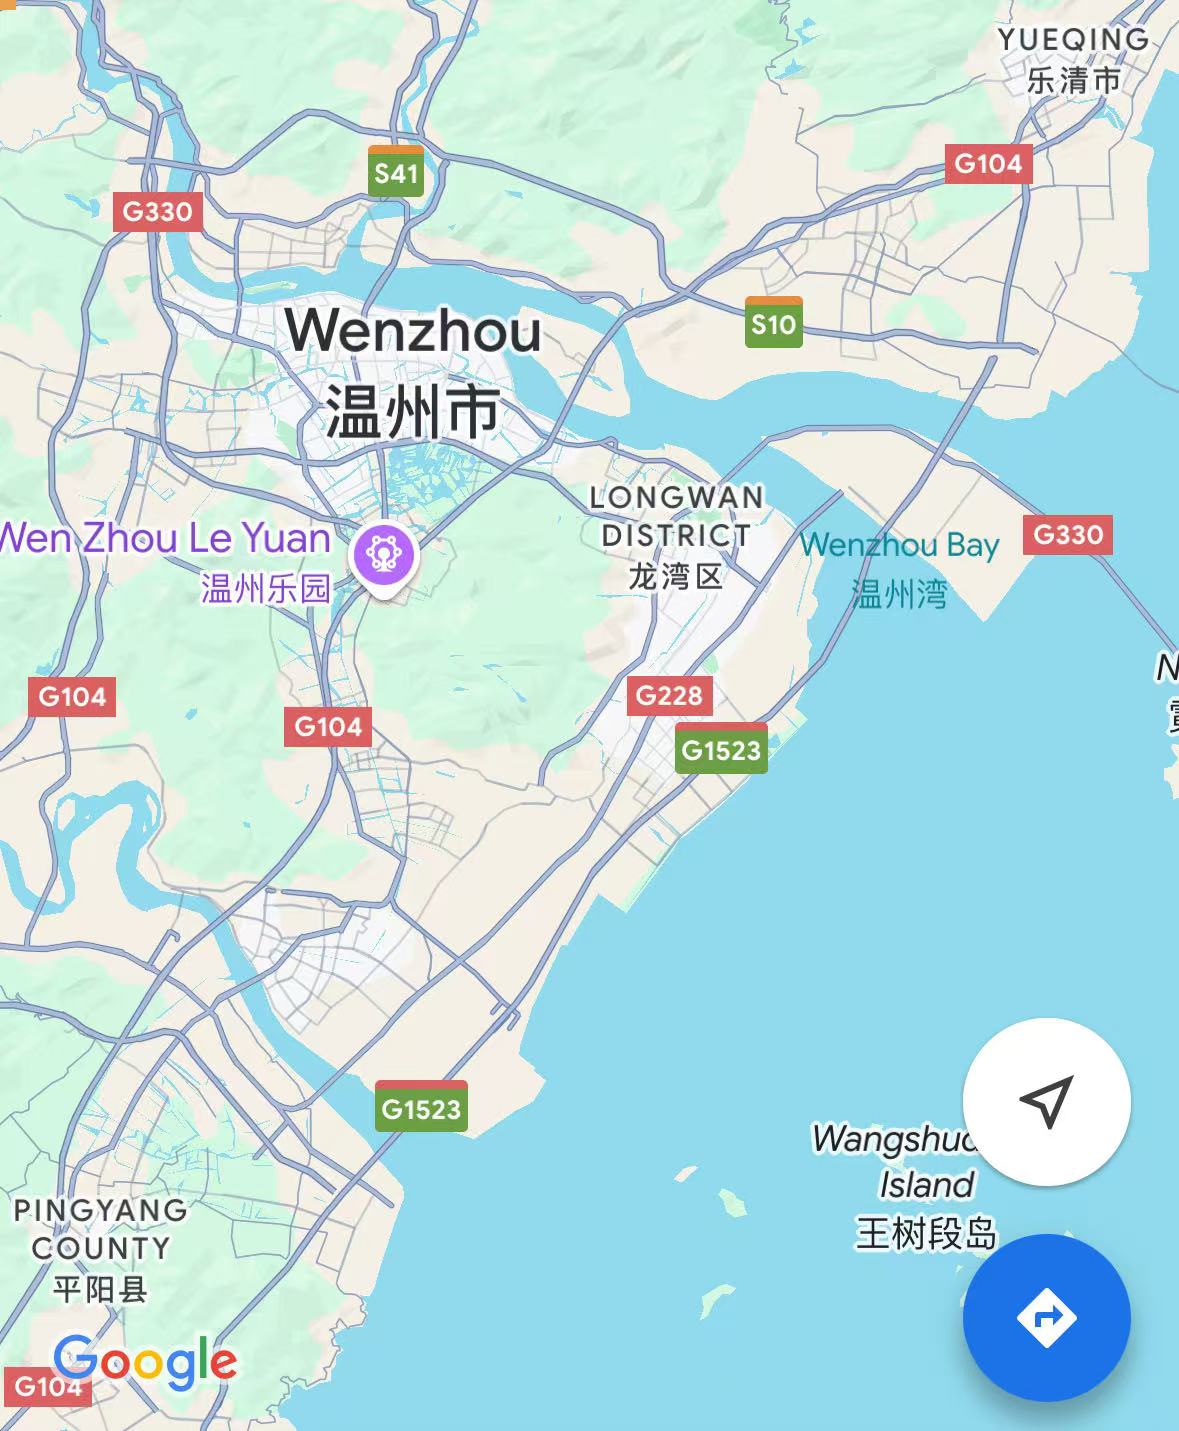 YUEQING
乐清市
G104
S41
G330
S10
Wenzhou
温州市
LONGWAN
DISTRICT
龙湾区
Wenzhou Bay
温州湾
G330
Wen Zhou Le Yuan
温州乐园
G104
G104
G228
G1523
G1523
Wangshu
Island
王树段岛
PINGYANG
COUNTY
平阳县
Google
G104